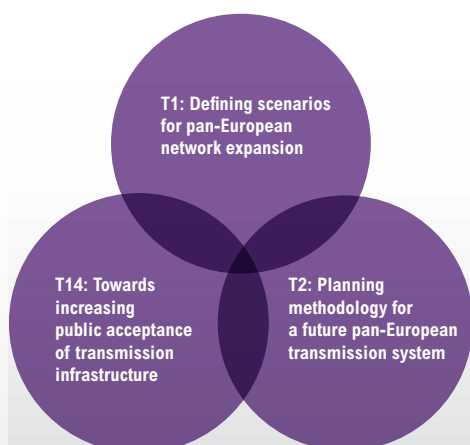 T1: Defining scenarios
for pan-European
network expansion
T14: Towards
increasing
public acceptance
of transmission
infrastructure
T2: Planning
methodology for
a future pan-European
transmission system